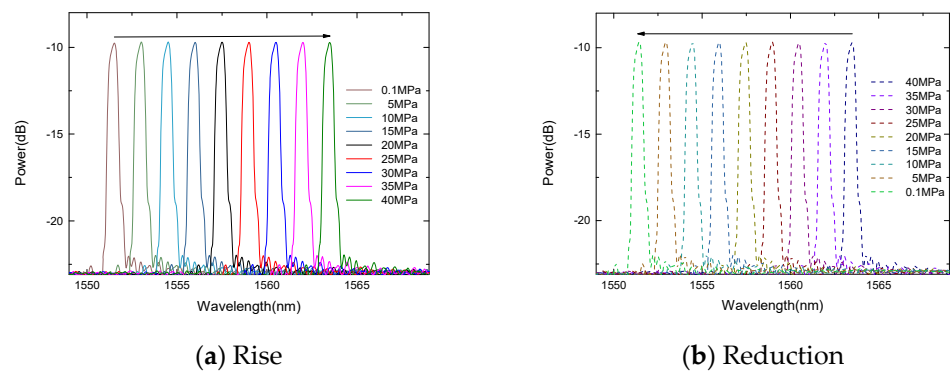 -10
-15
-20
Power(dB)
0.1MPa
5MPa
10MPa
15MPa
20MPa
25MPa
30MPa
35MPa
40MPa
1550 1555 1560 1565
Wavelength(nm)
(a) Rise
-10
-15
-20
Power(dB)
40MPa
35MPa
30MPa
25MPa
20MPa
15MPa
10MPa
5MPa
0.1MPa
1550 1555 1560 1565
Wavelength(nm)
(b) Reduction